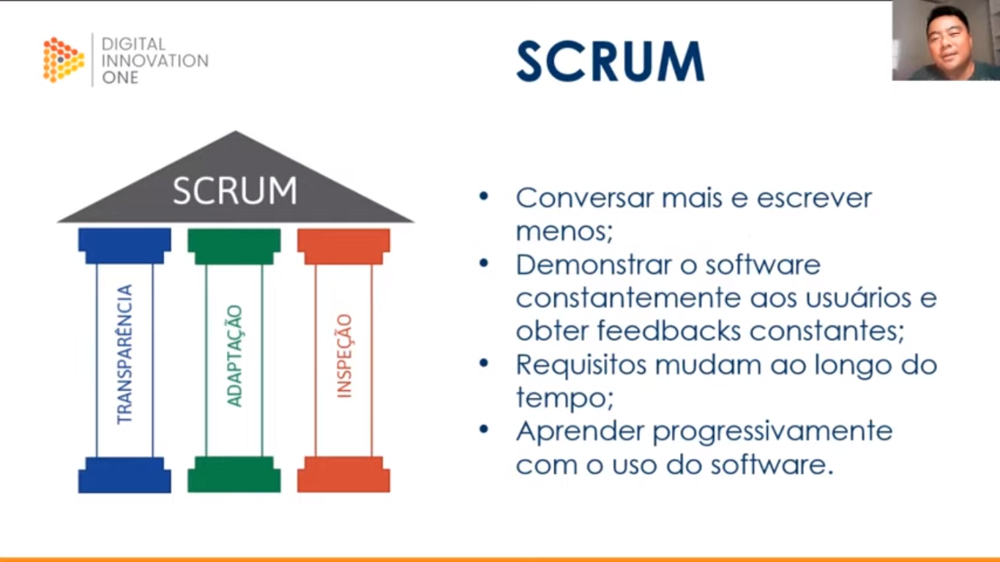 DIGITAL
INNOVATION
ONE
SCRUM
SCRUM
TRANSPARÊNCIA
ADAPTAÇÃO
INSPEÇÃO
• Conversar mais e escrever
menos;
• Demonstrar o software
constantemente aos usuários e
obter feedbacks constantes;
• Requisitos mudam ao longo do
tempo;
• Aprender progressivamente
com o uso do software.